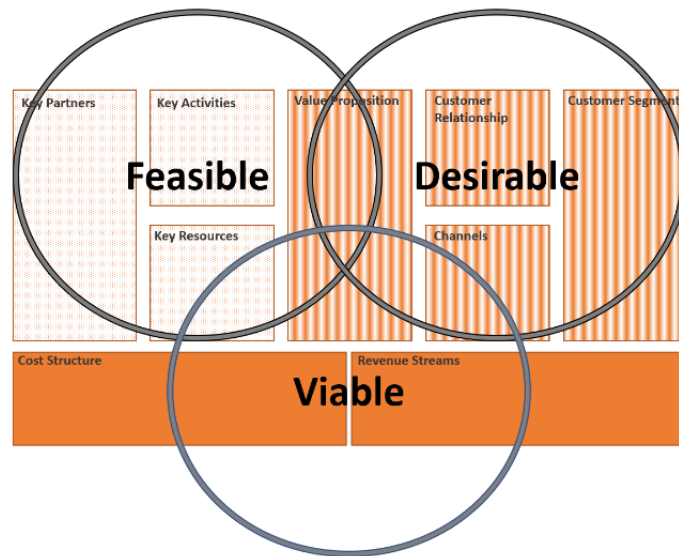 Key Partners
Key Activities
Value Proposition
Customer
Relationship
Customer Segment
Feasible
Desirable
Key Resources
Channels
Cost Structure
Revenue Streams
Viable